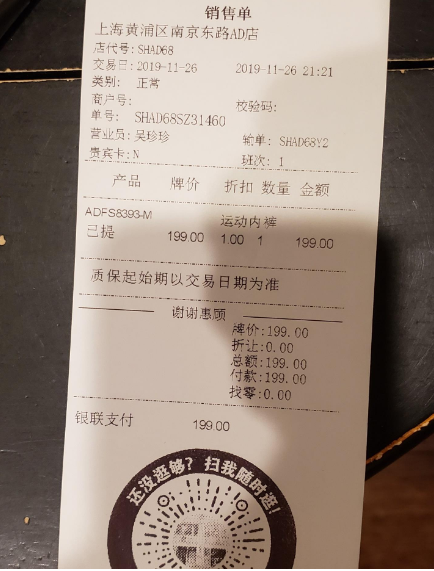 销售单
上海黄浦区南京东路AD店
店代号:SHAD68
交易日:2019-11-26 2019-11-26 21:21
类别: 正常
商户号: 校验码:
单号: SHAD68SZ31460
营业员:吴珍珍 输单: SHAD68Y2
贵宾卡:N 班次: 1
产品 牌价 折扣 数量 金额
ADFS8393-M 运动内裤
已提 199.00 1.00 1 199.00
质保起始期以交易日期为准
谢谢惠顾
牌价:199.00
折让:0.00
总额:199.00
付款:199.00
找零:0.00
银联支付 199.00
还没逛够？扫我随时逛！